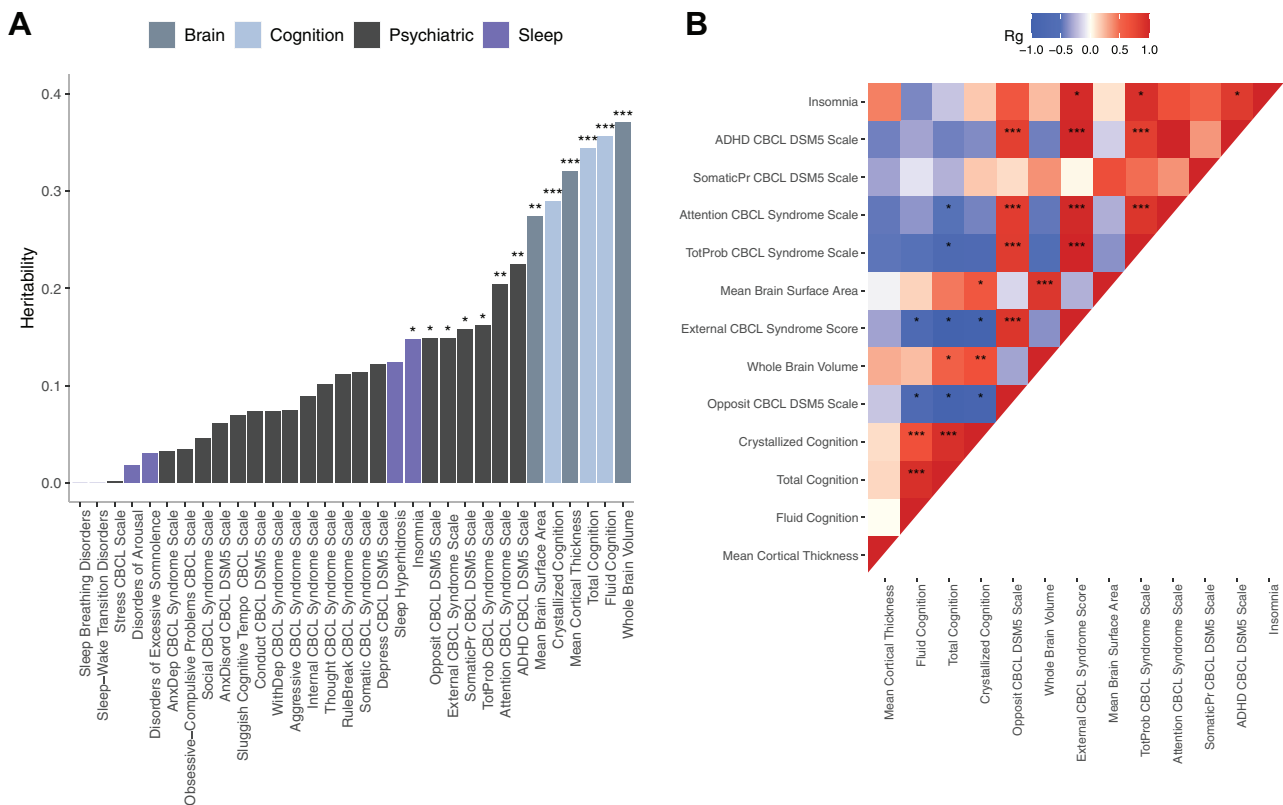 A
Brain Cognition Psychiatric Sleep
Heritability
0.4
0.3
0.2
0.1
0.0
* * * * * ** ** ** *** *** *** *** ***
Sleep Breathing Disorders
Sleep−Wake Transition Disorders
Stress CBCL Scale
Disorders of Arousal
Disorders of Excessive Somnolence
AnxDep CBCL Syndrome Scale
Obsessive−Compulsive Problems CBCL Scale
Social CBCL Syndrome Scale
AnxDisord CBCL DSM5 Scale
Sluggish Cognitive Tempo CBCL Scale
Conduct CBCL DSM5 Scale
WithDep CBCL Syndrome Scale
Aggressive CBCL Syndrome Scale
Internal CBCL Syndrome Scale
Thought CBCL Syndrome Scale
RuleBreak CBCL Syndrome Scale
Somatic CBCL Syndrome Scale
Depress CBCL DSM5 Scale
Sleep Hyperhidrosis
Insomnia
Opposit CBCL DSM5 Scale
External CBCL Syndrome Scale
SomaticPr CBCL DSM5 Scale
TotProb CBCL Syndrome Scale
Attention CBCL Syndrome Scale
ADHD CBCL DSM5 Scale
Mean Brain Surface Area
Crystallized Cognition
Mean Cortical Thickness
Total Cognition
Fluid Cognition
Whole Brain Volume
B
Rg
−1.0 −0.5 0.0 0.5 1.0
Insomnia * * *
ADHD CBCL DSM5 Scale *** *** ***
SomaticPr CBCL DSM5 Scale
Attention CBCL Syndrome Scale * *** *** ***
TotProb CBCL Syndrome Scale * *** ***
Mean Brain Surface Area * ***
External CBCL Syndrome Score * * * ***
Whole Brain Volume * **
Opposit CBCL DSM5 Scale * * *
Crystallized Cognition *** ***
Total Cognition ***
Fluid Cognition
Mean Cortical Thickness
Mean Cortical Thickness
Fluid Cognition
Total Cognition
Crystallized Cognition
Opposit CBCL DSM5 Scale
Whole Brain Volume
External CBCL Syndrome Score
Mean Brain Surface Area
TotProb CBCL Syndrome Scale
Attention CBCL Syndrome Scale
SomaticPr CBCL DSM5 Scale
ADHD CBCL DSM5 Scale
Insomnia